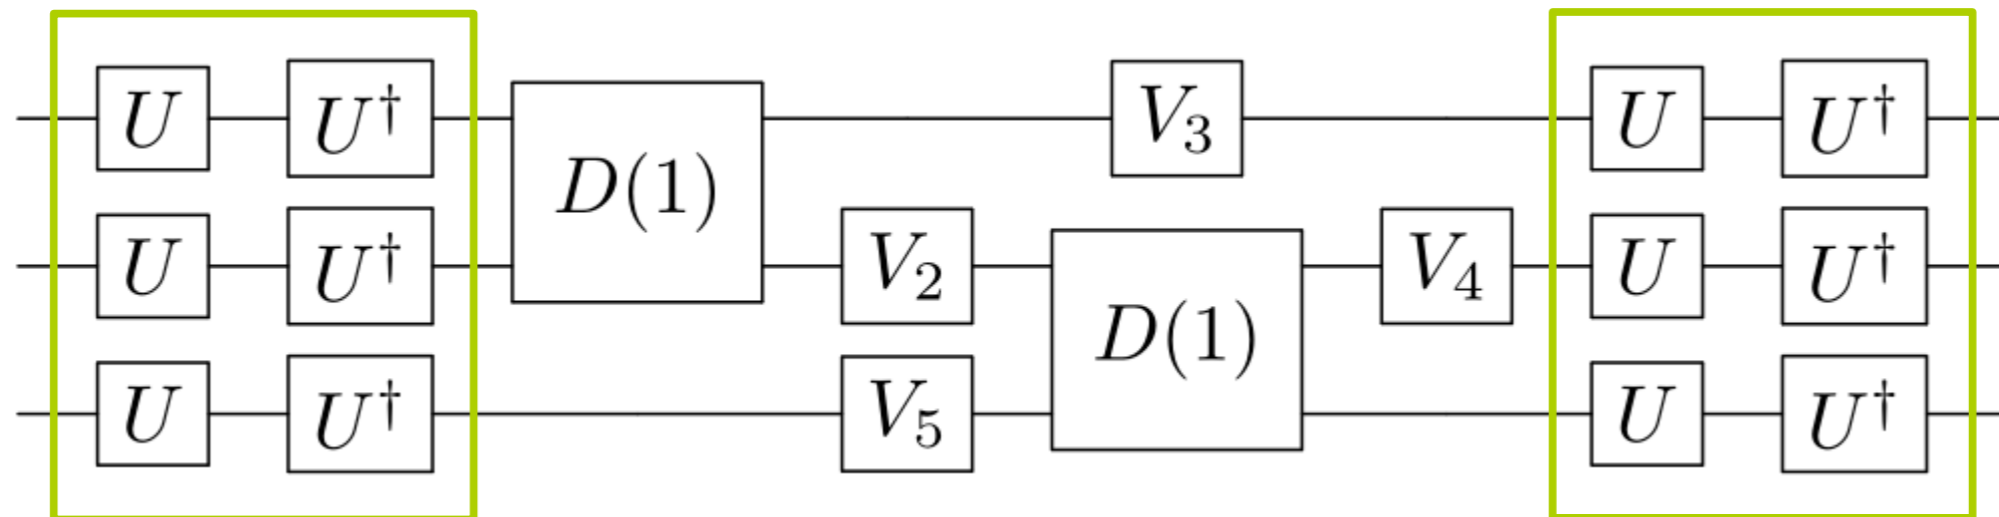 U U† D(1) V₃ U U†
U U† V₂ D(1) V₄ U U†
U U† V₅ U U†